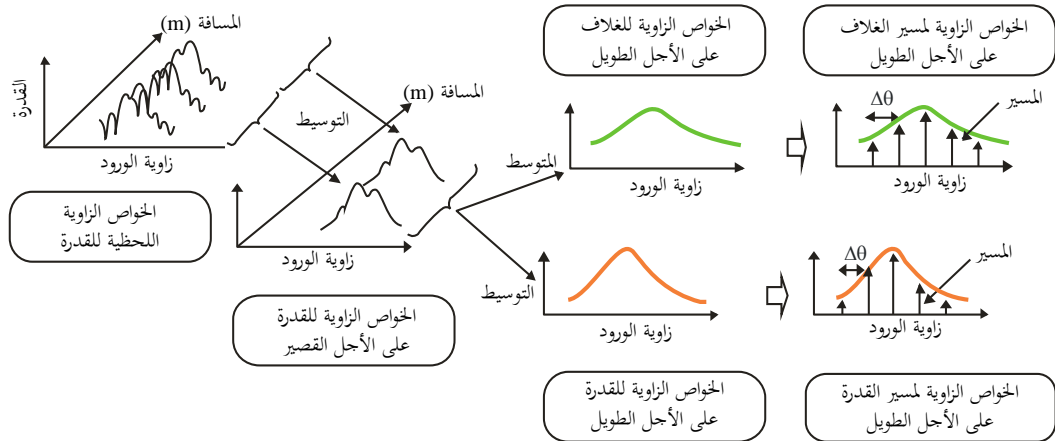 المسافة (m)
القدرة
زاوية الورود
الخواص الزاوية
اللحظية للقدرة
التوسيط
المسافة (m)
زاوية الورود
الخواص الزاوية للقدرة
على الأجل القصير
الخواص الزاوية للغلاف
على الأجل الطويل
المتوسط
زاوية الورود
الخواص الزاوية لمسير الغلاف
على الأجل الطويل
Δθ
المسير
زاوية الورود
التوسيط
زاوية الورود
الخواص الزاوية للقدرة
على الأجل الطويل
Δθ
المسير
زاوية الورود
الخواص الزاوية لمسير القدرة
على الأجل الطويل